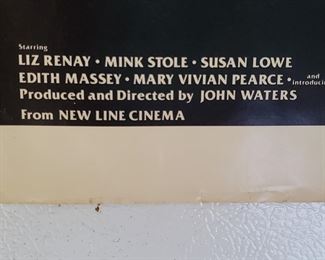 Starring
LIZ RENAY • MINK STOLE • SUSAN LOWE
EDITH MASSEY • MARY VIVIAN PEARCE • and
Produced and Directed by JOHN WATERS
From NEW LINE CINEMA